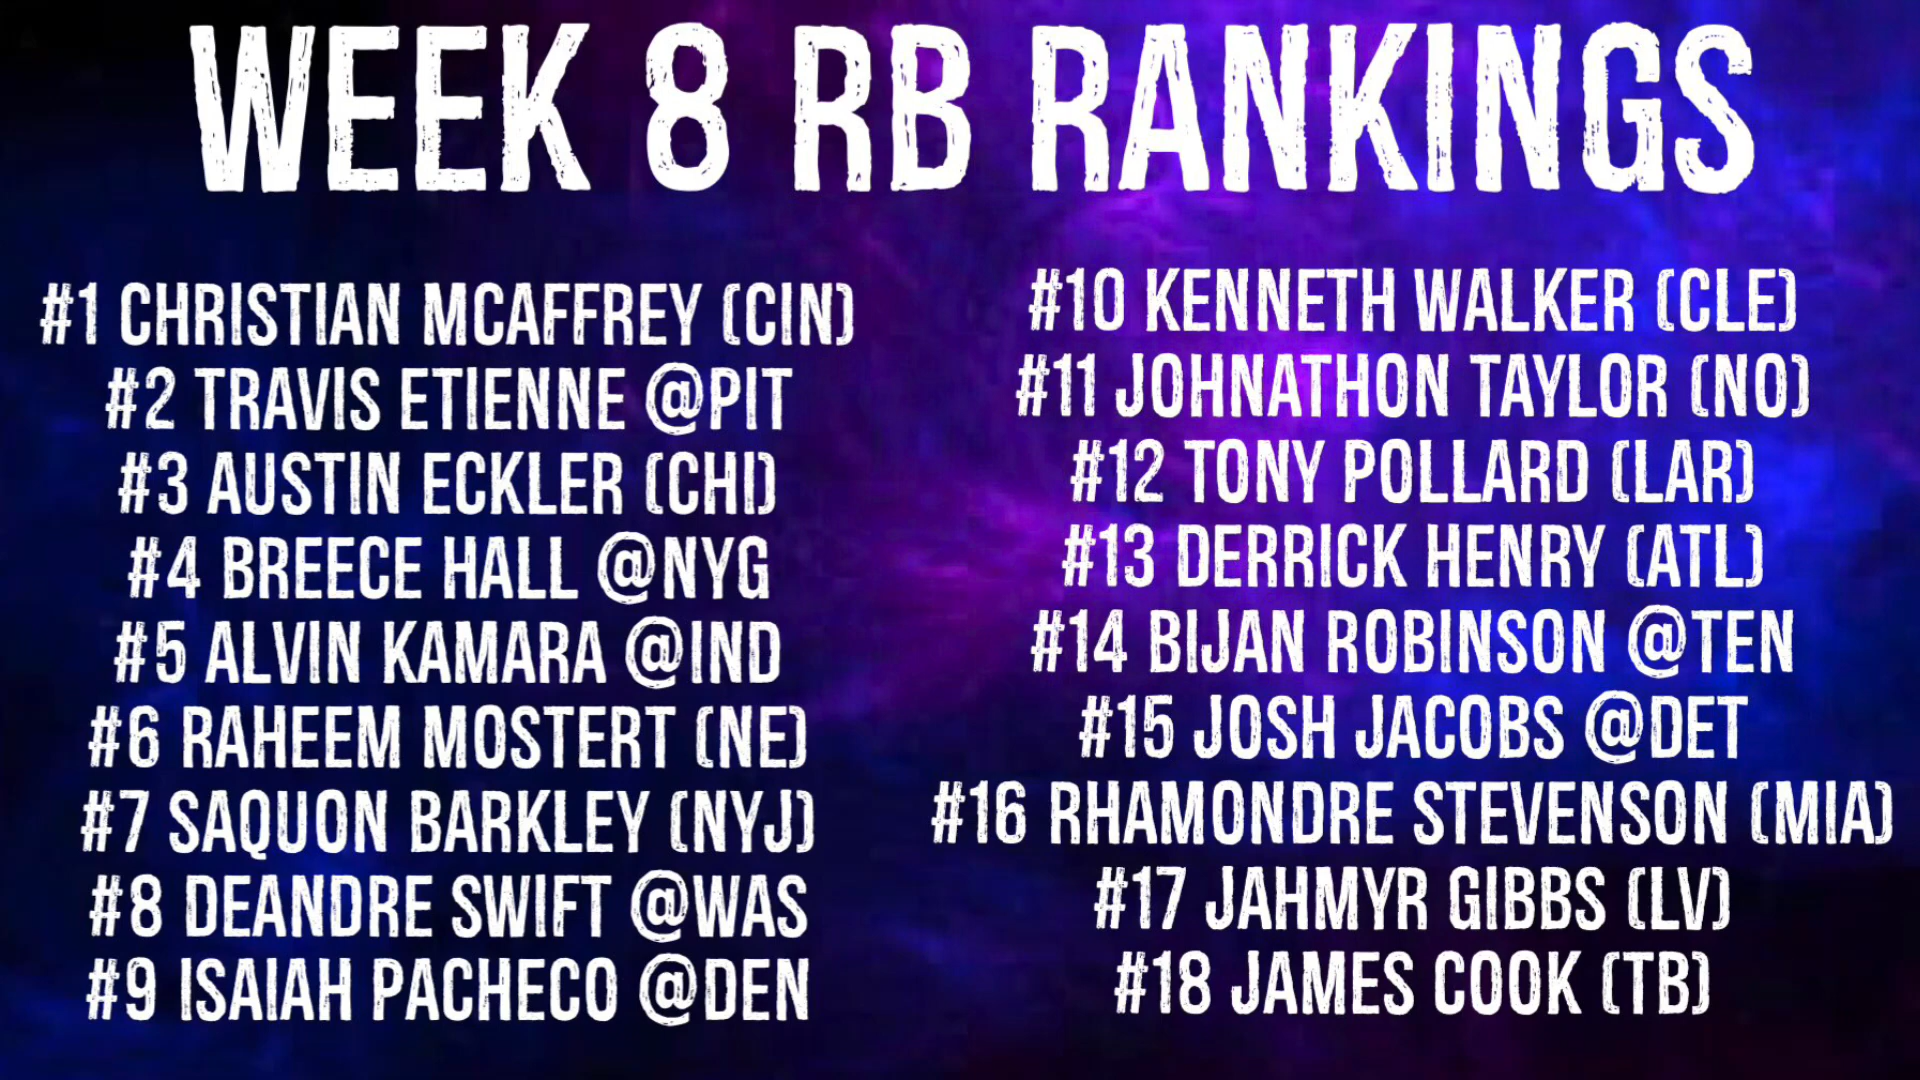 WEEK 8 RB RANKINGS
#1 CHRISTIAN MCAFFREY (CIN)
#2 TRAVIS ETIENNE @PIT
#3 AUSTIN ECKLER (CHI)
#4 BREECE HALL @NYG
#5 ALVIN KAMARA @IND
#6 RAHEEM MOSTERT (NE)
#7 SAQUON BARKLEY (NYJ)
#8 DEANDRE SWIFT @WAS
#9 ISAIAH PACHECO @DEN
#10 KENNETH WALKER (CLE)
#11 JOHNATHON TAYLOR (NO)
#12 TONY POLLARD (LAR)
#13 DERRICK HENRY (ATL)
#14 BIJAN ROBINSON @TEN
#15 JOSH JACOBS @DET
#16 RHAMONDRE STEVENSON (MIA)
#17 JAHMYR GIBBS (LV)
#18 JAMES COOK (TB)